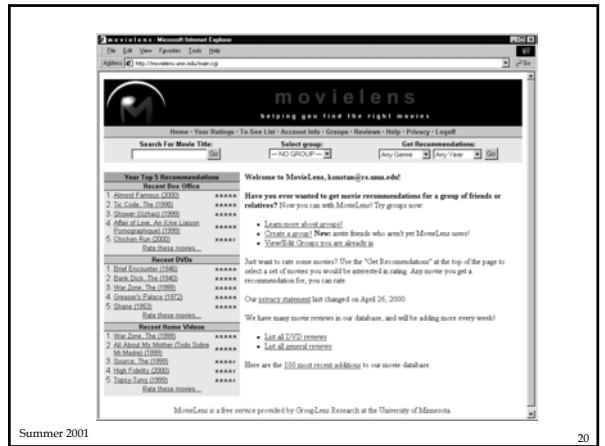 movielens - Microsoft Internet Explorer
File Edit View Favorites Tools Help
Address http://movielens.umn.edu/main.cgi Go
movielens
helping you find the right movies
Home · Your Ratings · To-See List · Account Info · Groups · Reviews · Help · Privacy · Logoff
Search For Movie Title:
Go
Select group:
-- NO GROUP --
Get Recommendations:
Any Genre Any Year Go
Your Top 5 Recommendations
Recent Box Office
1. Almost Famous (2000) *****
2. Tic Code, The (1998) *****
3. Shower (Xizhao) (1999) *****
4. Affair of Love, An (Une Liaison
Pornographique) (1999) *****
5. Chicken Run (2000)
Rate these movies...
Recent DVDs
1. Brief Encounter (1946) *****
2. Bank Dick, The (1940) *****
3. War Zone, The (1999) *****
4. Greaser's Palace (1972) *****
5. Shane (1953) *****
Rate these movies...
Recent Home Videos
1. War Zone, The (1999) *****
2. All About My Mother (Todo Sobre
Mi Madre) (1999) *****
3. Source, The (1999)
4. High Fidelity (2000)
5. Topsy-Turvy (1999)
Rate these movies...
Welcome to MovieLens, konstan@cs.umn.edu!
Have you ever wanted to get movie recommendations for a group of friends or
relatives? Now you can with MovieLens! Try groups now:
• Learn more about groups!
• Create a group! New: invite friends who aren't yet MovieLens users!
• View/Edit Groups you are already in
Just want to rate some movies? Use the "Get Recomendations" at the top of the page to
select a set of movies you would be interested in rating. Any movie you get a
recommendation for, you can rate.
Our privacy statement last changed on April 26, 2000.
We have many movie reviews in our database, and will be adding more every week!
• List all DVD reviews
• List all general reviews
Here are the 100 most recent additions to our movie database.
MovieLens is a free service provided by GroupLens Research at the University of Minnesota.
Summer 2001
20